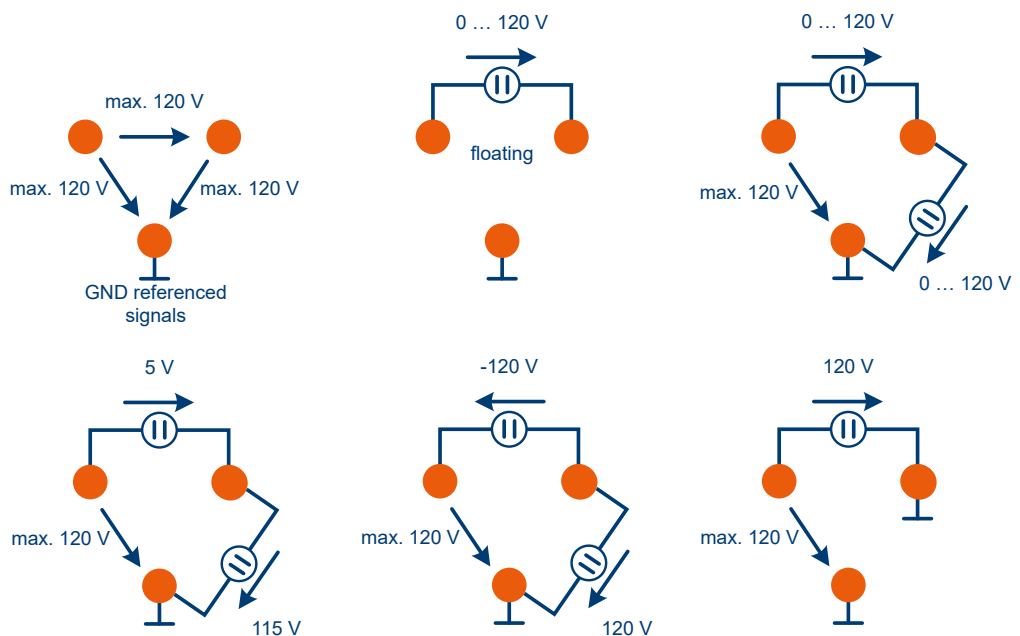 0 … 120 V
0 … 120 V
max. 120 V
floating
max. 120 V
max. 120 V
max. 120 V
0 … 120 V
GND referenced
signals
5 V
-120 V
120 V
max. 120 V
max. 120 V
max. 120 V
115 V
120 V